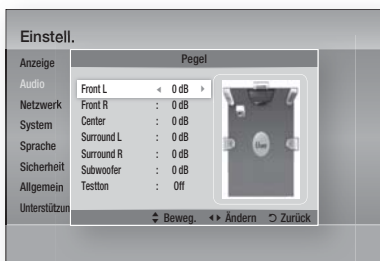 Einstell.
Anzeige
Audio
Netzwerk
System
Sprache
Sicherheit
Allgemein
Unterstützun
Pegel
Front L ◀ 0 dB ▶
Front R : 0 dB
Center : 0 dB
Surround L : 0 dB
Surround R : 0 dB
Subwoofer : 0 dB
Testton : Off
Beweg. Ändern Zurück